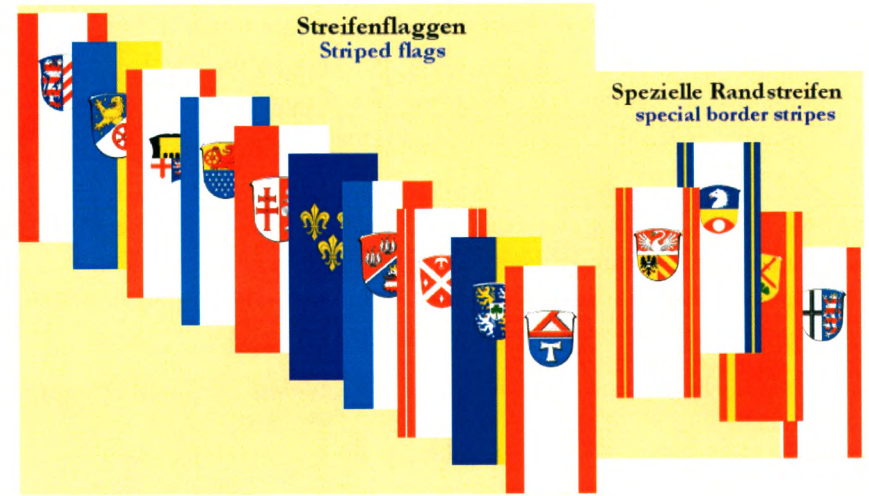 Streifenflaggen
Striped flags
Spezielle Randstreifen
special border stripes